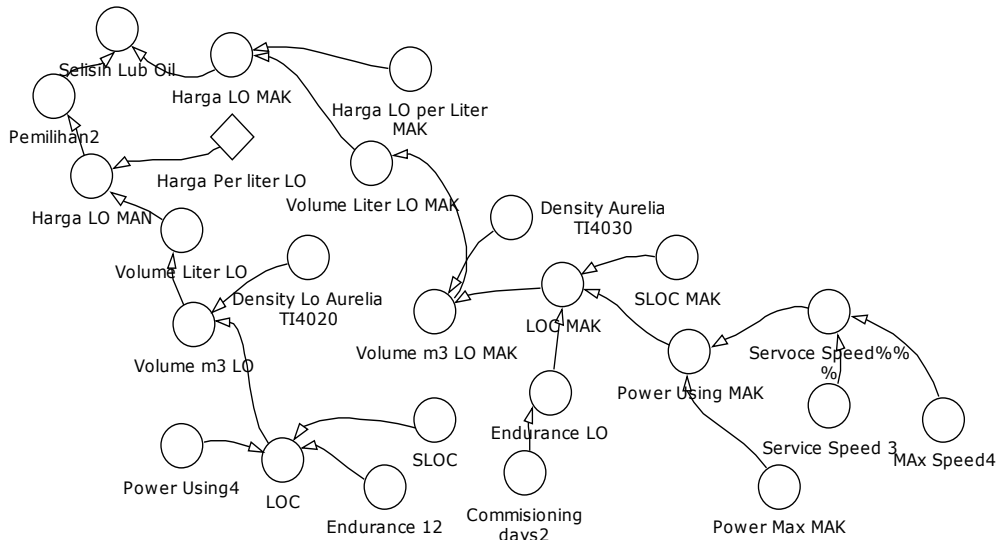 Selisin Lub Oil
Harga LO MAK
Harga LO per Liter
MAK
Pemilihan2
Harga Per liter LO
Harga LO MAN
Volume Liter LO MAK
Density Aurelia
TI4030
Volume Liter LO
Density Lo Aurelia
TI4020
SLOC MAK
LOC MAK
Volume m3 LO
Volume m3 LO MAK
Servoce Speed%%
%
Power Using MAK
Endurance LO
Service Speed 3
MAx Speed4
SLOC
Power Using4
LOC
Endurance 12
Commisioning
days2
Power Max MAK